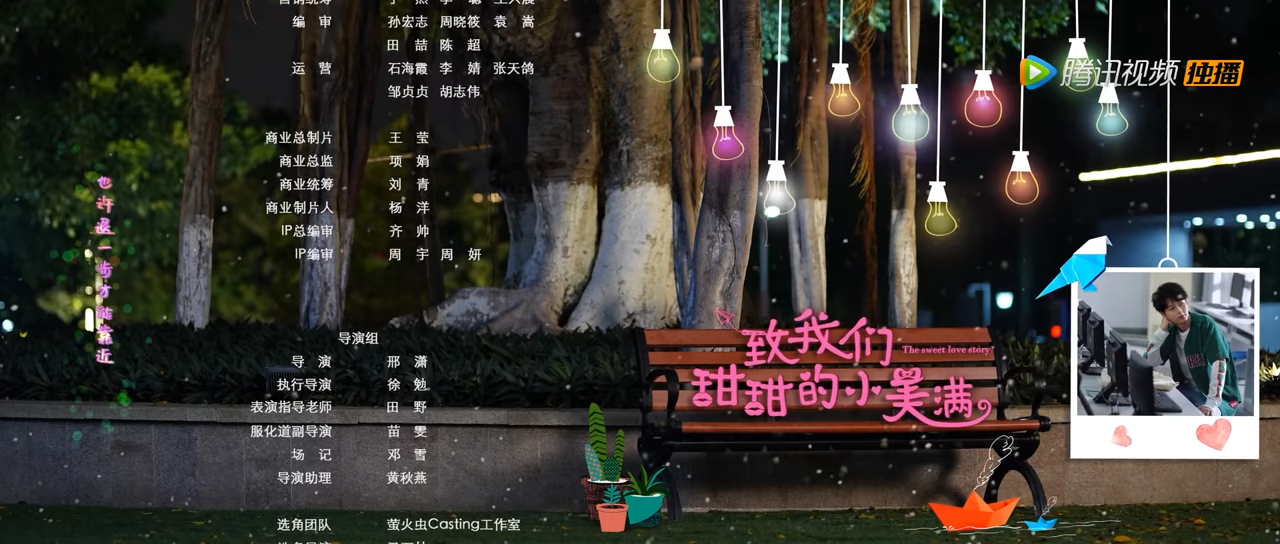 编 审 孙宏志 周晓筱 袁 嵩
田 喆 陈 超
运 营 石海霞 李 婧 张天鸽
邹贞贞 胡志伟
商业总制片 王 莹
商业总监 项 娟
商业统筹 刘 青
商业制片人 杨 洋
IP总编审 齐 帅
IP编审 周 宇 周 妍
导演组
导 演 邢 潇
执行导演 徐 勉
表演指导老师 田 野
服化道副导演 苗 雯
场 记 邓 雪
导演助理 黄秋燕
选角团队 萤火虫Casting工作室
也许退一步才能靠近
腾讯视频 独播
致我们
The sweet love story
甜甜的小美满